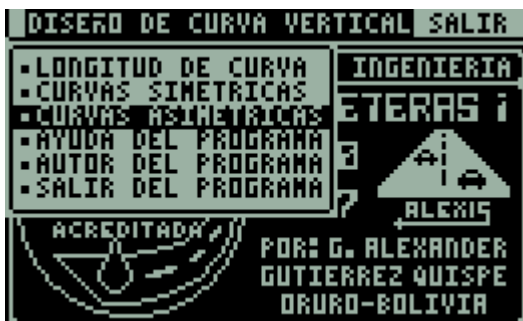 DISEÑO DE CURVA VERTICAL SALIR
▪LONGITUD DE CURVA
▪CURVAS SIMETRICAS
▪CURVAS ASIMETRICAS
▪AYUDA DEL PROGRAMA
▪AUTOR DEL PROGRAMA
▪SALIR DEL PROGRAMA
INGENIERIA
ETERAS
ALEXIS
ACREDITADA
POR: G. ALEXANDER
GUTIERREZ QUISPE
ORURO-BOLIVIA